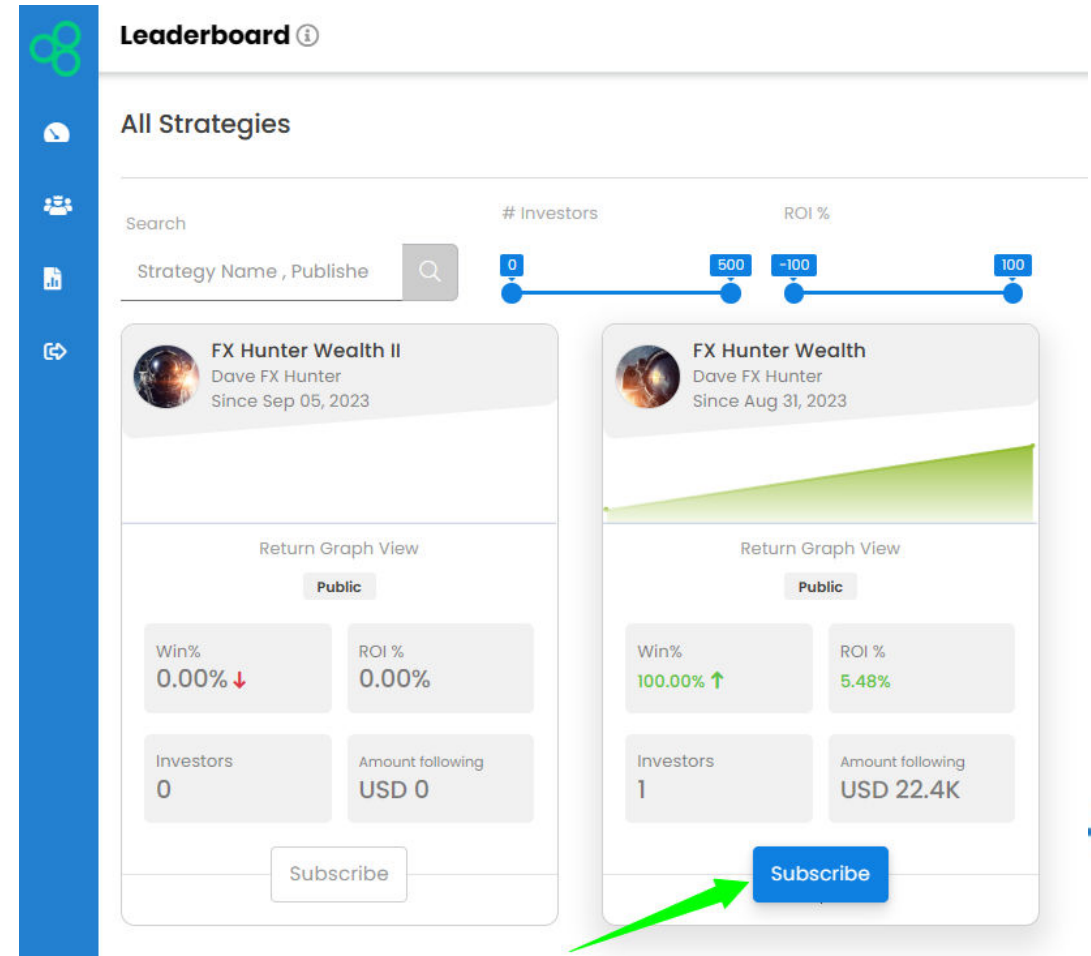 Leaderboard
All Strategies
Search
# Investors
ROI %
Strategy Name , Publishe
0
500
-100
100
FX Hunter Wealth II
Dave FX Hunter
Since Sep 05, 2023
Return Graph View
Public
Win%
0.00%
ROI %
0.00%
Investors
0
Amount following
USD 0
Subscribe
FX Hunter Wealth
Dave FX Hunter
Since Aug 31, 2023
Return Graph View
Public
Win%
100.00%
ROI %
5.48%
Investors
1
Amount following
USD 22.4K
Subscribe